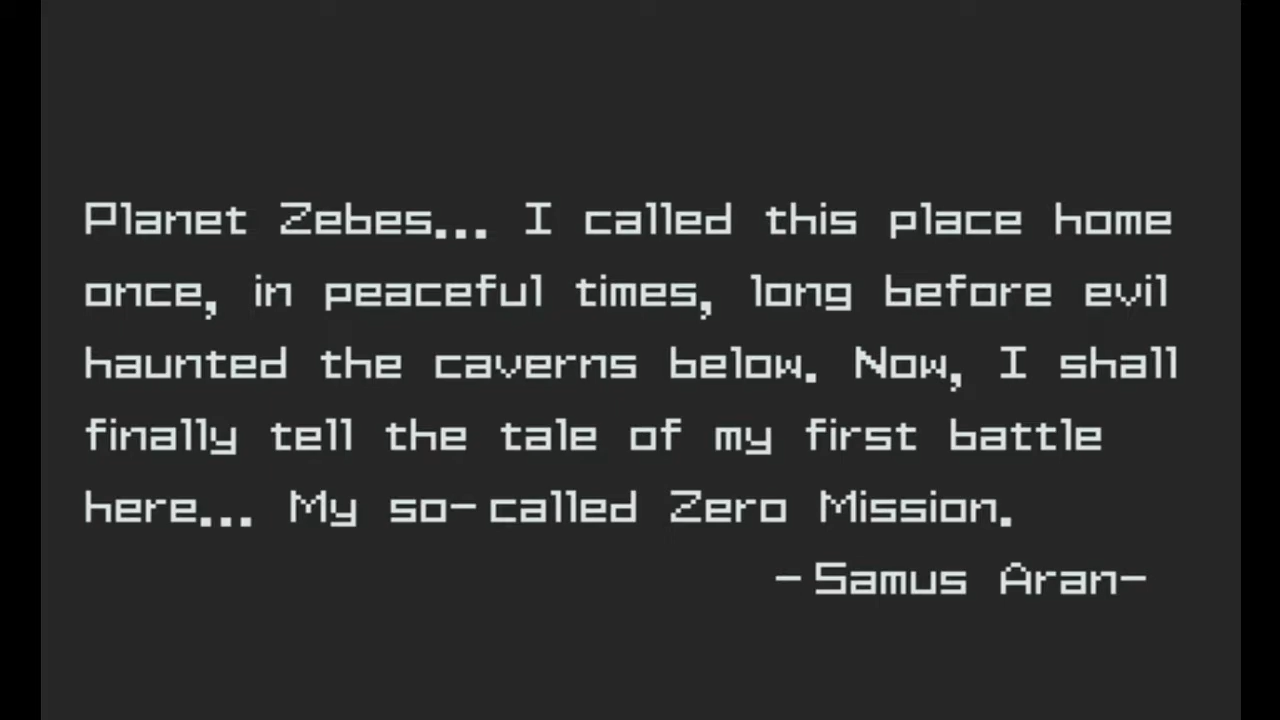 Planet Zebes... I called this place home
once, in peaceful times, long before evil
haunted the caverns below. Now, I shall
finally tell the tale of my first battle
here... My so-called Zero Mission.
-Samus Aran-